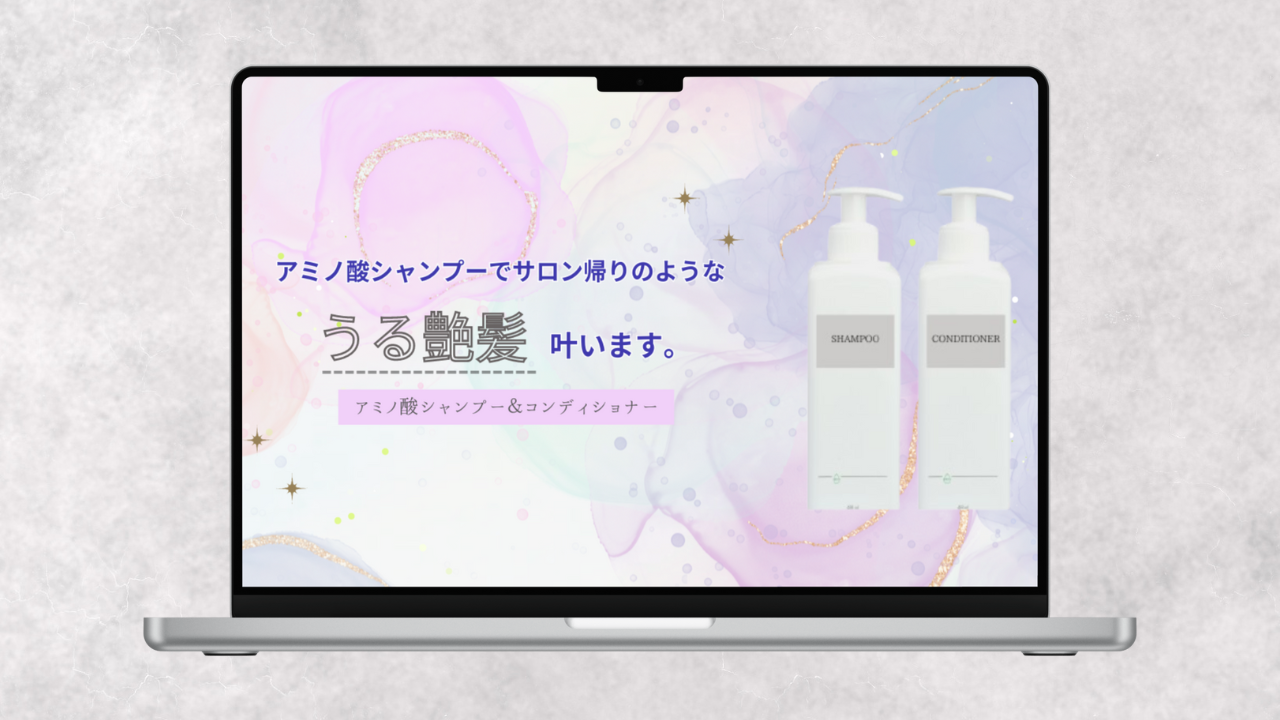 アミノ酸シャンプーでサロン帰りのような
うる艶髪 叶います。
アミノ酸シャンプー&コンディショナー
SHAMPOO
CONDITIONER